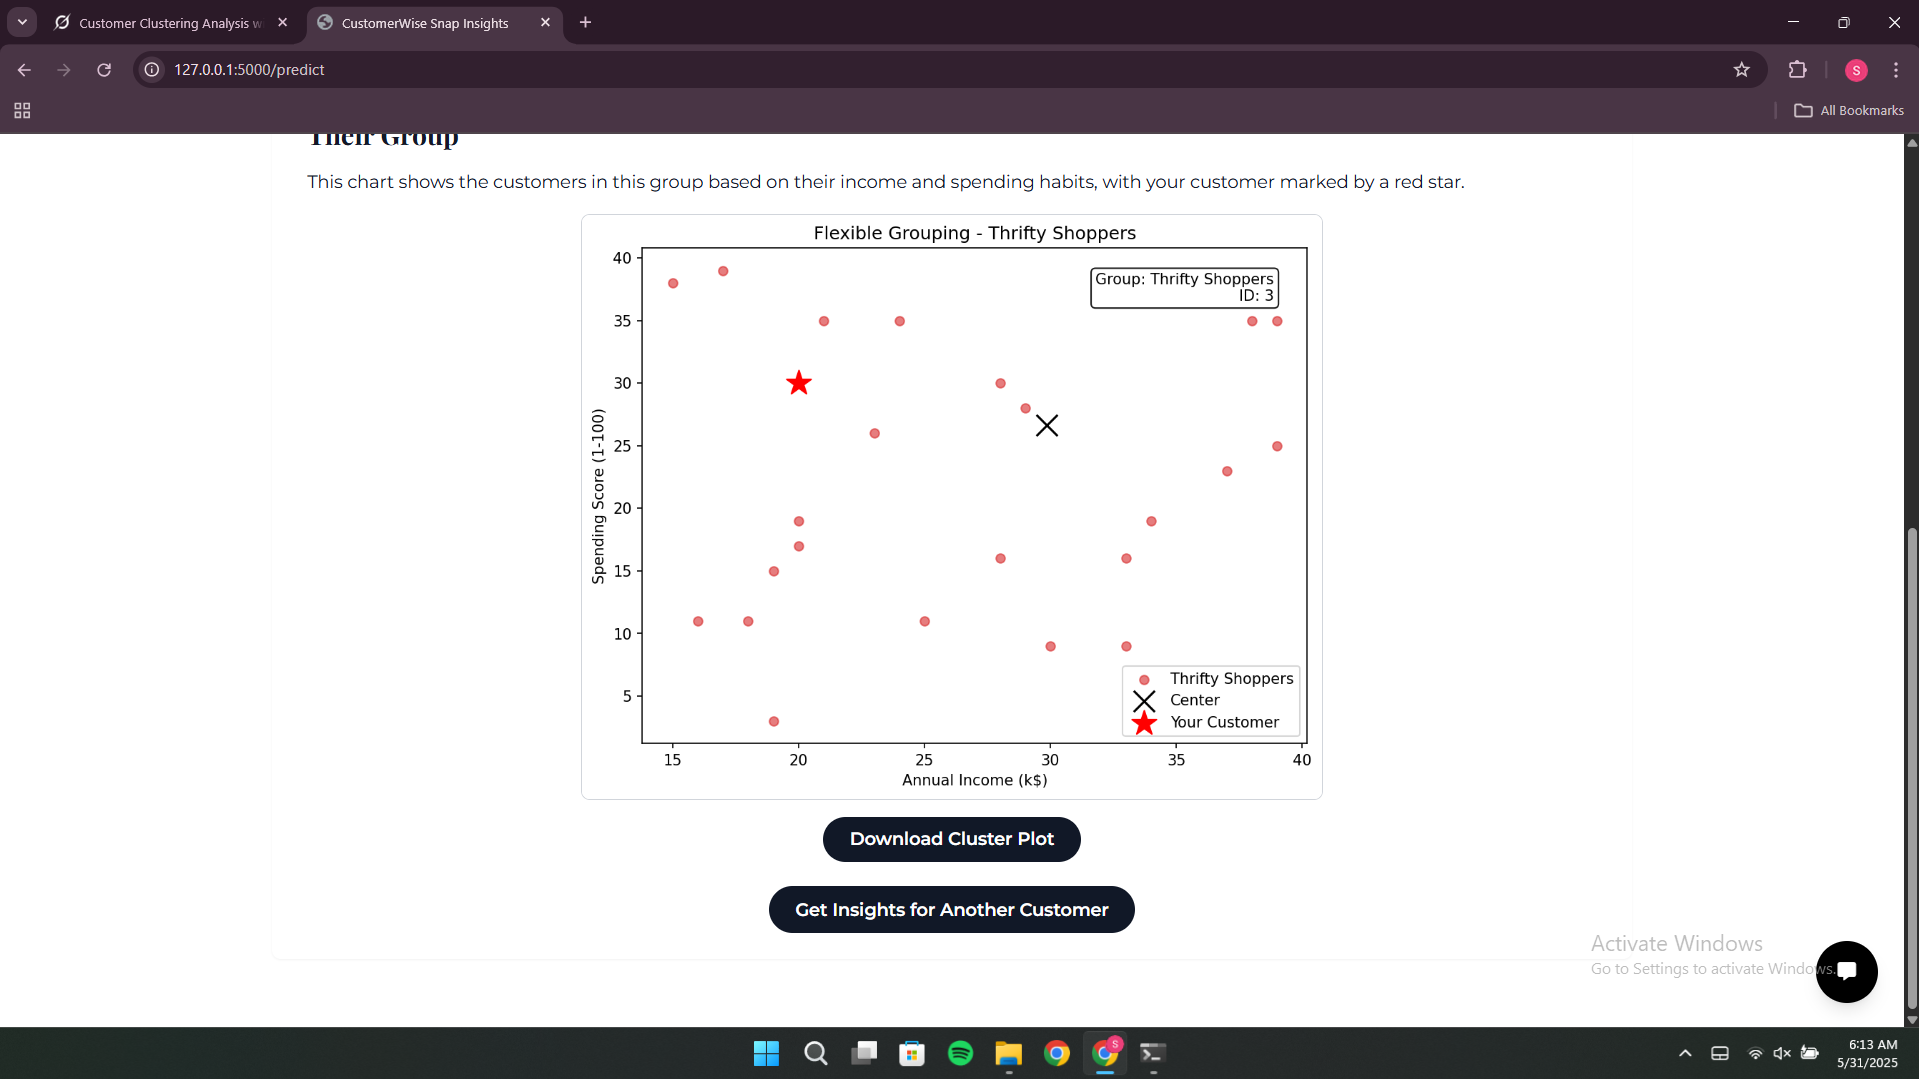 Customer Clustering Analysis w
CustomerWise Snap Insights
127.0.0.1:5000/predict
S
All Bookmarks
Their Group
This chart shows the customers in this group based on their income and spending habits, with your customer marked by a red star.
Flexible Grouping - Thrifty Shoppers
Group: Thrifty Shoppers
ID: 3
40
35
30
25
20
15
10
5
Spending Score (1-100)
Thrifty Shoppers
Center
Your Customer
15 20 25 30 35 40
Annual Income (k$)
Download Cluster Plot
Get Insights for Another Customer
Activate Windows
Go to Settings to activate Windows.
S
6:13 AM
5/31/2025